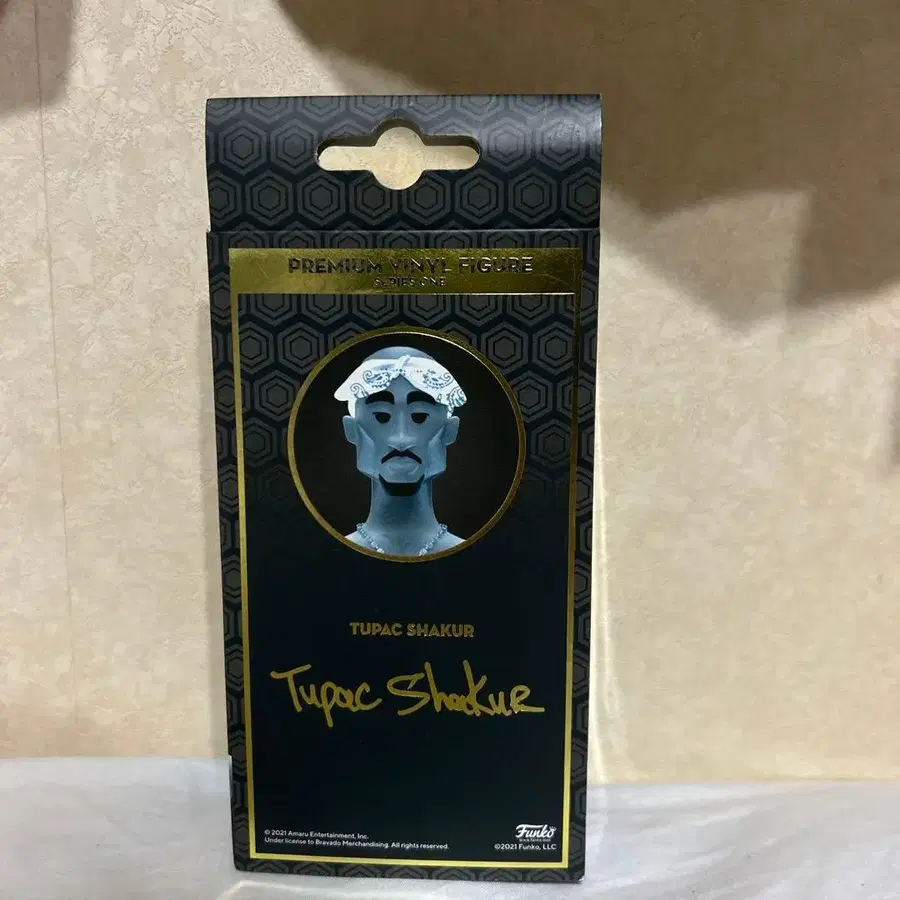 PREMIUM VINYL FIGURE
SERIES ONE
TUPAC SHAKUR
Tupac Shakur
© 2021 Amaru Entertainment, Inc.
Under license to Bravado Merchandising. All rights reserved.
Funko
©2021 Funko, LLC